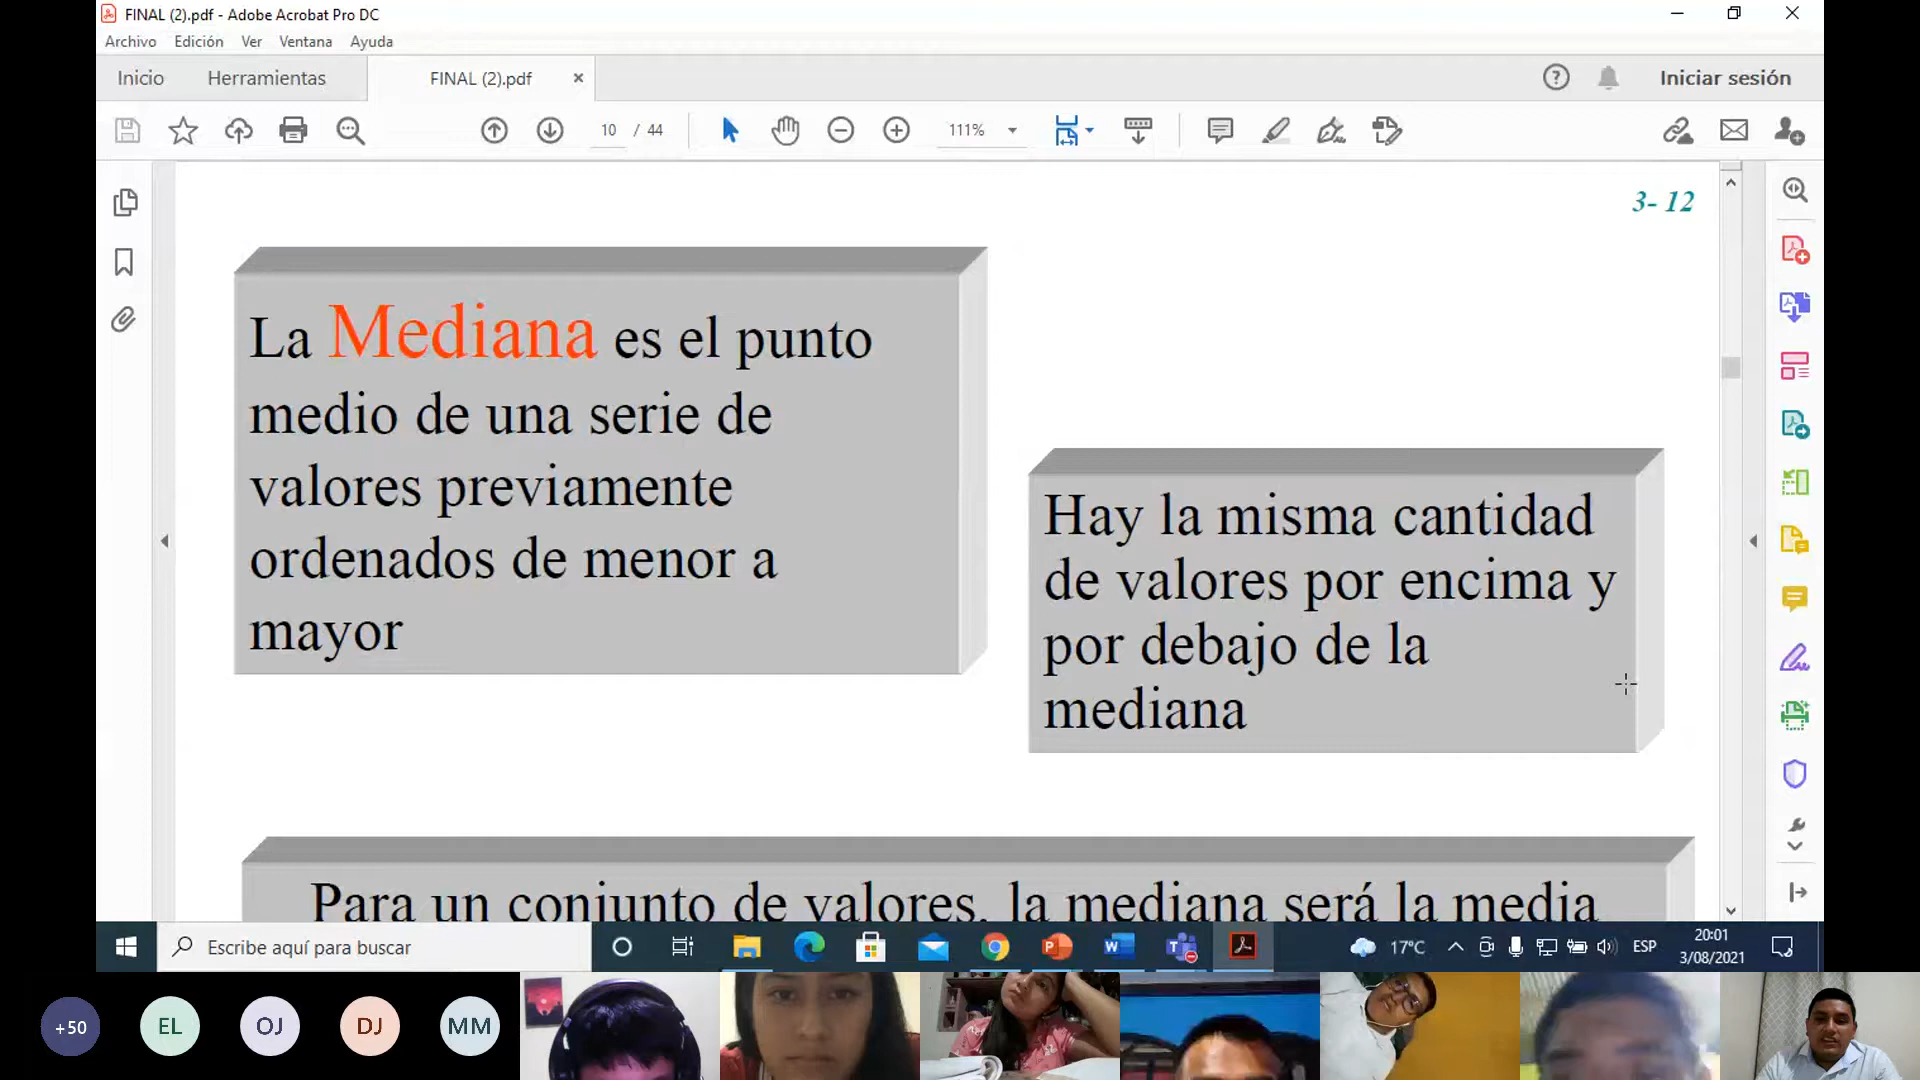 FINAL (2).pdf - Adobe Acrobat Pro DC
Archivo Edición Ver Ventana Ayuda
Inicio Herramientas FINAL (2).pdf × Iniciar sesión
10 / 44 111%
3- 12
La Mediana es el punto
medio de una serie de
valores previamente
ordenados de menor a
mayor
Hay la misma cantidad
de valores por encima y
por debajo de la
mediana
Para un conjunto de valores, la mediana será la media
Escribe aquí para buscar 17°C ESP 20:01
3/08/2021
+50 EL OJ DJ MM